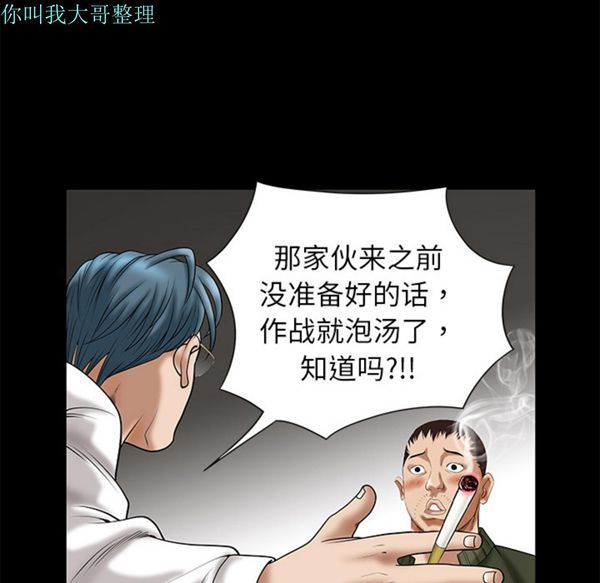 你叫我大哥整理
那家伙来之前
没准备好的话，
作战就泡汤了，
知道吗?!!